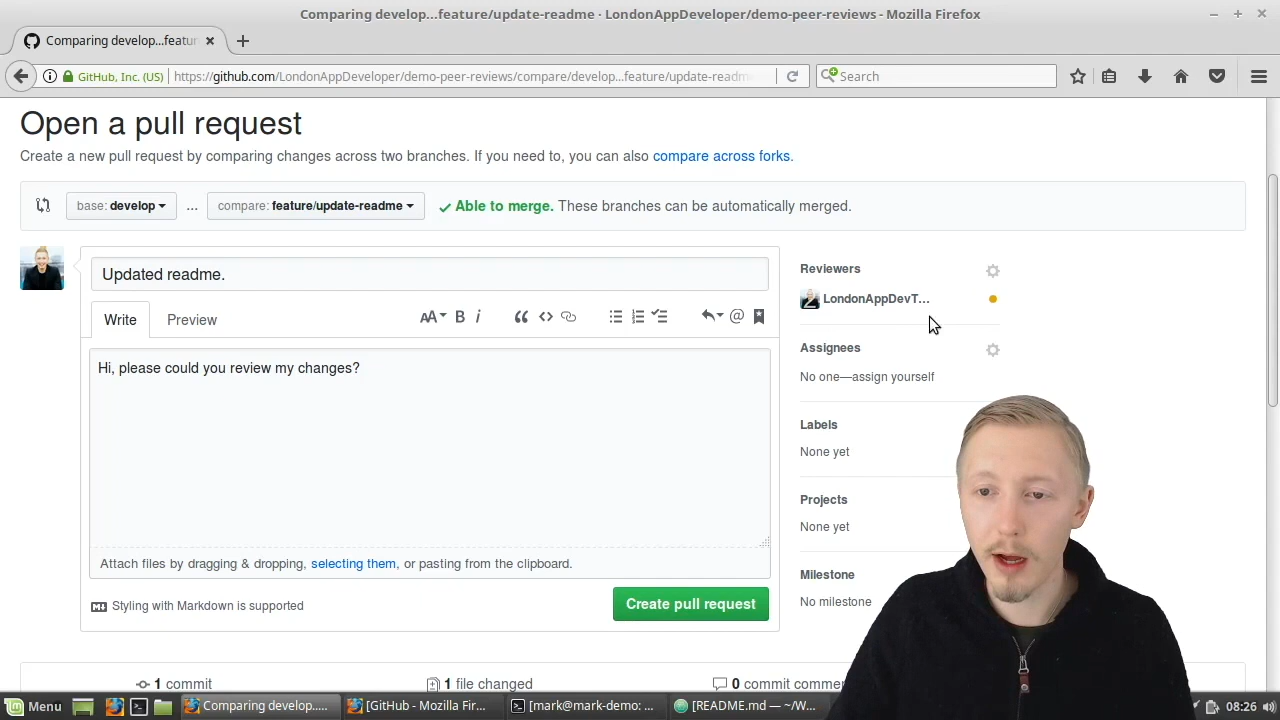 Comparing develop...feature/update-readme · LondonAppDeveloper/demo-peer-reviews - Mozilla Firefox
Comparing develop...featur
GitHub, Inc. (US) https://github.com/LondonAppDeveloper/demo-peer-reviews/compare/develop...feature/update-readme
Search
Open a pull request
Create a new pull request by comparing changes across two branches. If you need to, you can also compare across forks.
base: develop ... compare: feature/update-readme Able to merge. These branches can be automatically merged.
Updated readme.
Write Preview
AA B i
Hi, please could you review my changes?
Attach files by dragging & dropping, selecting them, or pasting from the clipboard.
Styling with Markdown is supported
Create pull request
Reviewers
LondonAppDevT...
Assignees
No one—assign yourself
Labels
None yet
Projects
None yet
Milestone
No milestone
1 commit 1 file changed 0 commit commen
Menu Comparing develop..... [GitHub - Mozilla Fir... [mark@mark-demo: ... [README.md — ~/W... 08:26